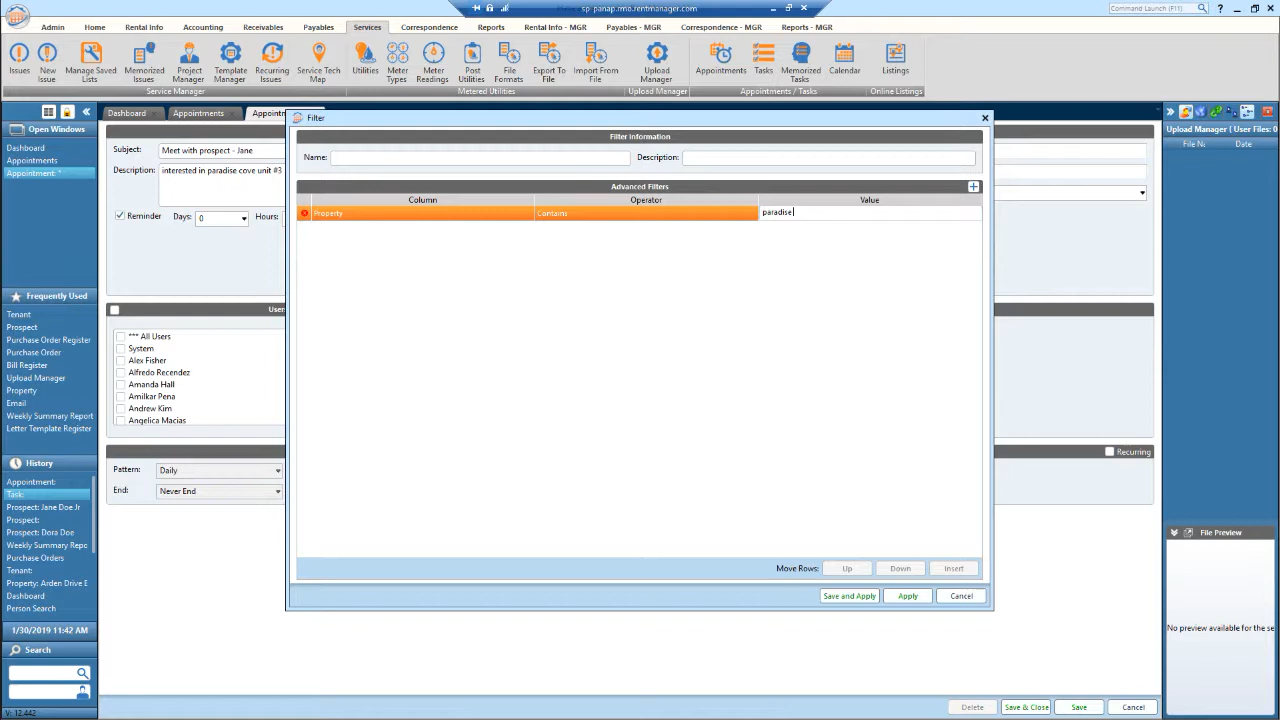 sp-panap.rmo.rentmanager.com
Command Launch (F11)
Admin Home Rental Info Accounting Receivables Payables Services Correspondence Reports Rental Info - MGR Payables - MGR Correspondence - MGR Reports - MGR
Issues
New Issue
Manage Saved Lists
Memorized Issues
Project Manager
Template Manager
Recurring Issues
Service Tech Map
Utilities
Meter Types
Meter Readings
Post Utilities
File Formats
Export To File
Import From File
Upload Manager
Appointments
Tasks
Memorized Tasks
Calendar
Listings
Service Manager
Metered Utilities
Upload Manager
Appointments / Tasks
Online Listings
Dashboard Appointments Appointn
Open Windows
Dashboard
Appointments
Appointment: *
Frequently Used
Tenant
Prospect
Purchase Order Register
Purchase Order
Bill Register
Upload Manager
Property
Email
Weekly Summary Report
Letter Template Register
History
Appointment:
Task:
Prospect: Jane Doe Jr
Prospect:
Prospect: Dora Doe
Weekly Summary Repo
Purchase Orders
Tenant:
Property: Arden Drive E
Dashboard
Person Search
1/30/2019 11:42 AM
Search
V: 12.442
Subject: Meet with prospect - Jane
Description: interested in paradise cove unit #3
Reminder Days: 0 Hours:
Users
*** All Users
System
Alex Fisher
Alfredo Recendez
Amanda Hall
Amilkar Pena
Andrew Kim
Angelica Macias
Pattern: Daily
End: Never End
Filter
Filter Information
Name: Description:
Advanced Filters
Column Operator Value
Property Contains paradise
Move Rows: Up Down Insert
Save and Apply Apply Cancel
Recurring
Delete Save & Close Save Cancel
Upload Manager ( User Files: 0
File N: Date
File Preview
No preview available for the se